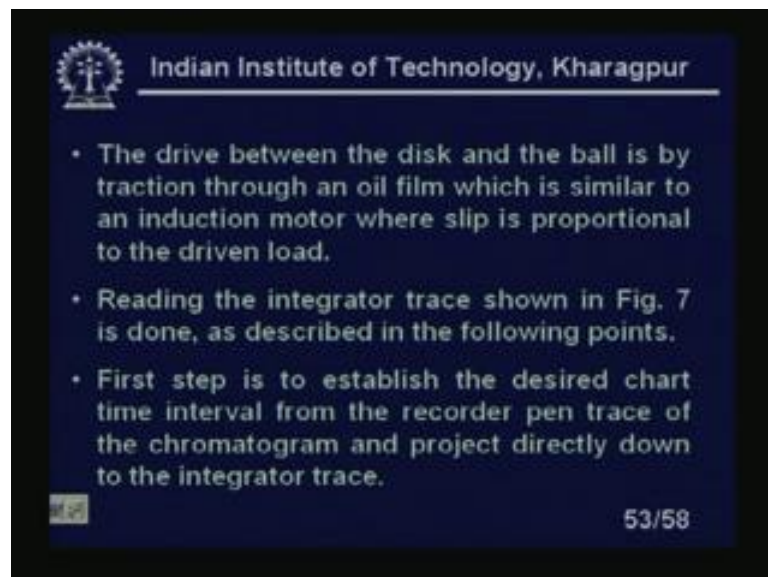 Indian Institute of Technology, Kharagpur
• The drive between the disk and the ball is by
traction through an oil film which is similar to
an induction motor where slip is proportional
to the driven load.
• Reading the integrator trace shown in Fig. 7
is done, as described in the following points.
• First step is to establish the desired chart
time interval from the recorder pen trace of
the chromatogram and project directly down
to the integrator trace.
53/58